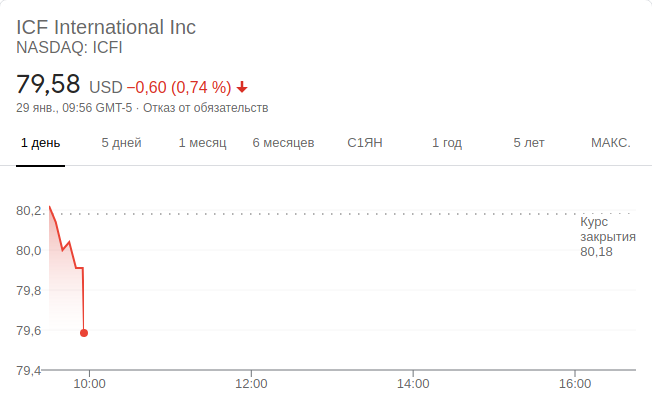 ICF International Inc
NASDAQ: ICFI
79,58 USD −0,60 (0,74 %)
29 янв., 09:56 GMT-5 · Отказ от обязательств
1 день 5 дней 1 месяц 6 месяцев С1ЯН 1 год 5 лет МАКС.
80,2
Курс
закрытия
80,18
80,0
79,8
79,6
79,4
10:00 12:00 14:00 16:00